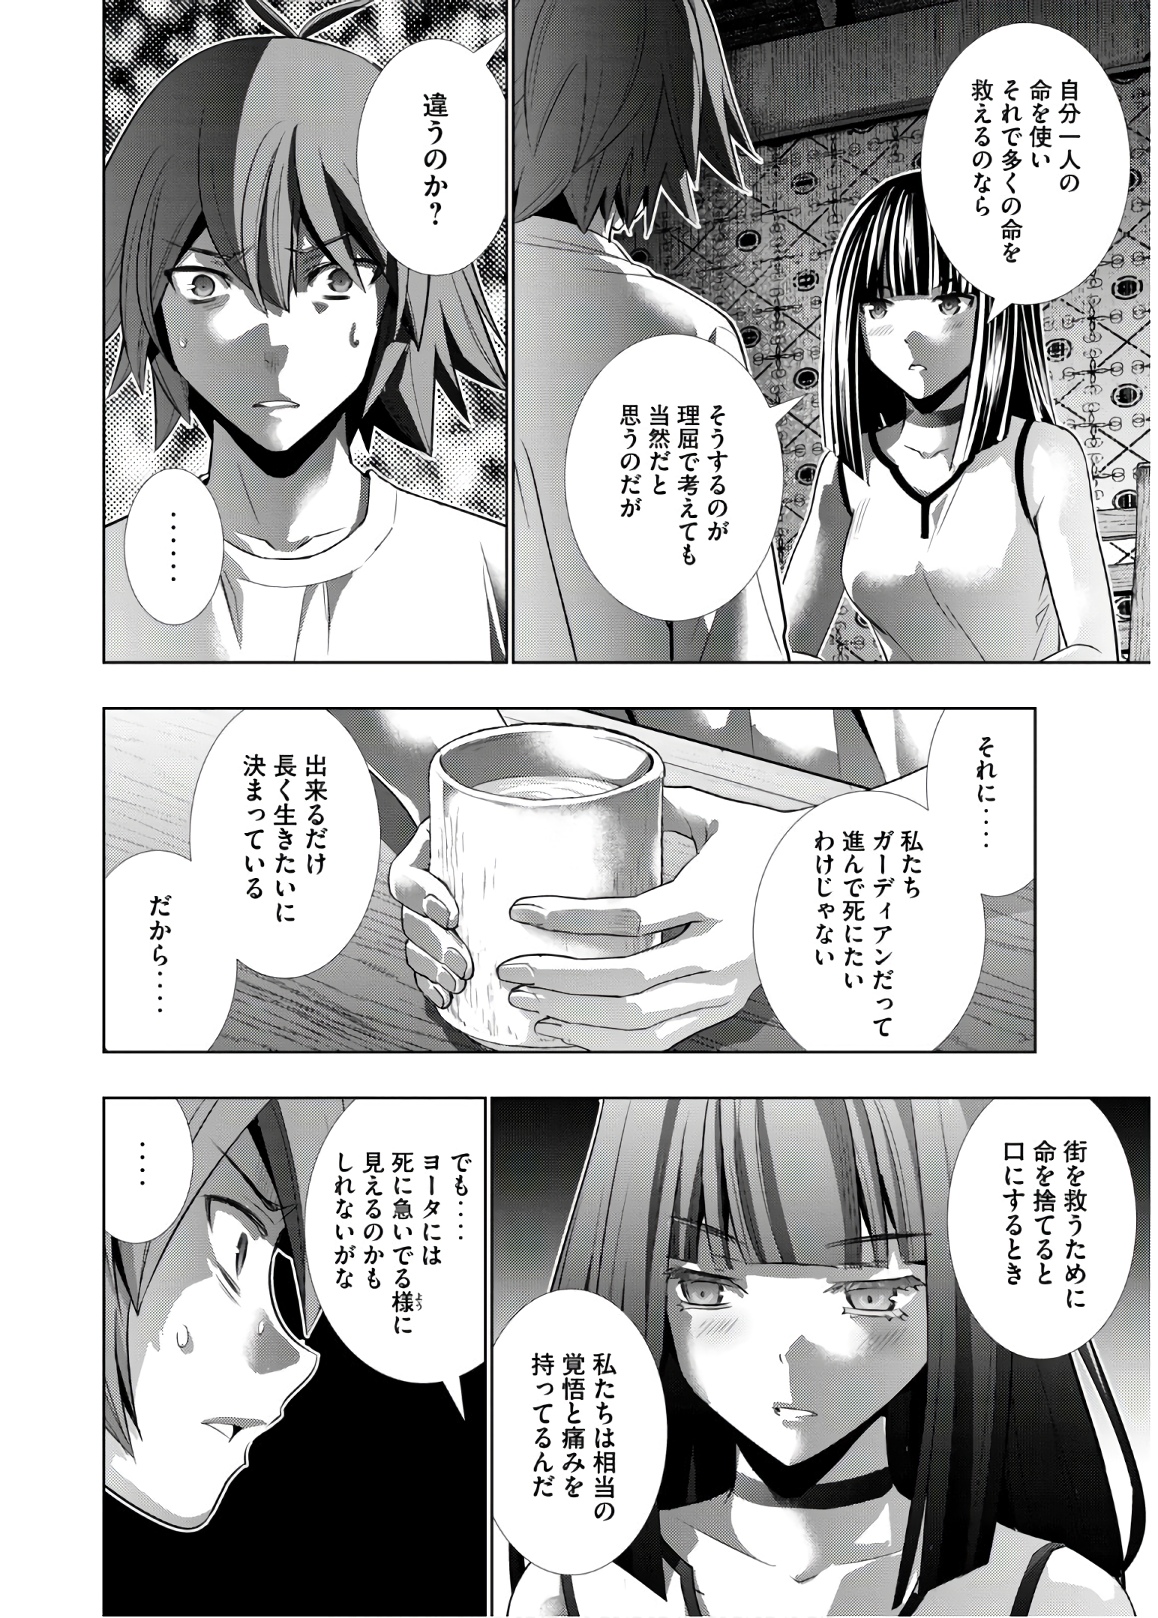 自分一人の
命を使い
それで多くの命を
救えるのなら
そうするのが
理屈で考えても
当然だと
思うのだが
違うのか？
・・・・・・
それに・・・・
私たち
ガーディアンだって
進んで死にたい
わけじゃない
出来るだけ
長く生きたいに
決まっている
だから・・・・
街を救うために
命を捨てると
口にするとき
私たちは相当の
覚悟と痛みを
持ってるんだ
でも・・・・
ヨータには
死に急いでる様に
よう
見えるのかも
しれないがな
・・・・